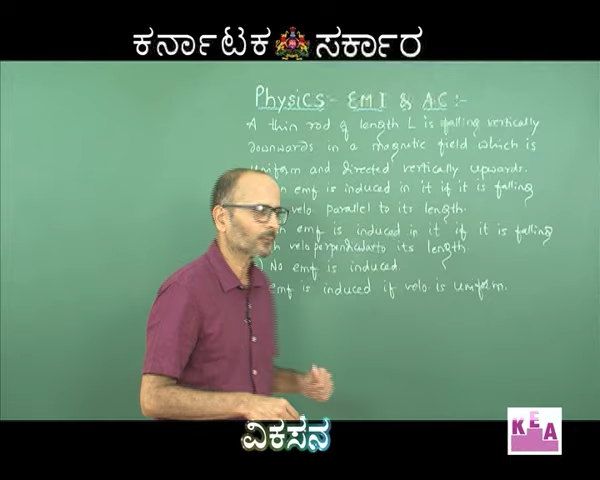 ಕರ್ನಾಟಕ ಸರ್ಕಾರ
Physics - EMI & AC :-
A thin rod of length L is falling vertically
downwards in a magnetic field which is
uniform and directed vertically upwards.
n emf is induced in it if it is falling
velo. parallel to its length.
n emf is induced in it if it is falling
n velo perpendicular to its length.
) No emf is induced.
emf is induced if velo. is uniform.
ವಿಕಸನ
KEA